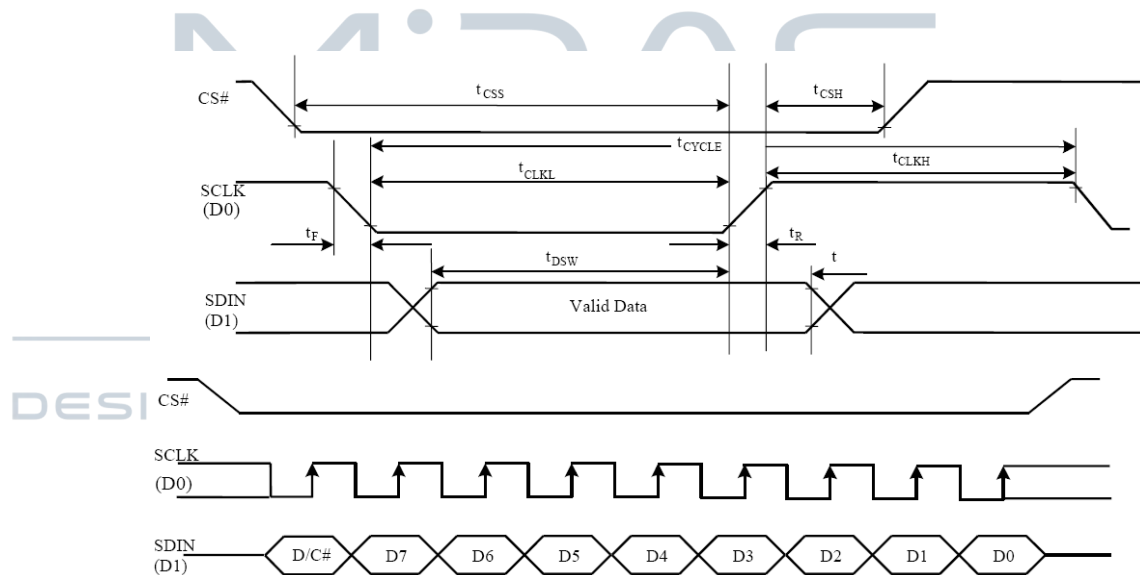 CS#
tCSS
tCSH
tCYCLE
SCLK
(D0)
tCLKL
tCLKH
tF
tR
tDSW
t
SDIN
(D1)
Valid Data
DESI
CS#
SCLK
(D0)
SDIN
(D1)
D/C# D7 D6 D5 D4 D3 D2 D1 D0